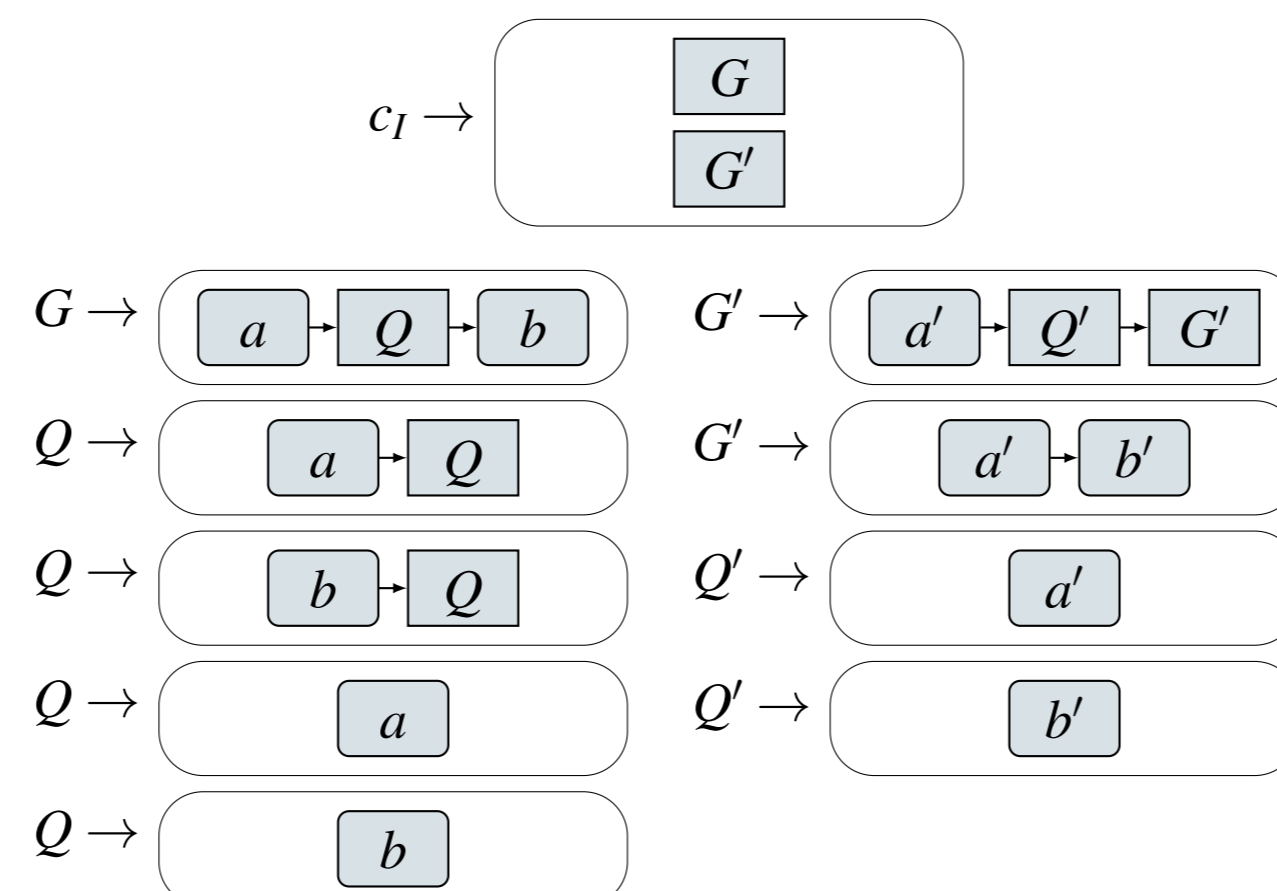 G
c_I →
G′
G → a → Q → b
G′ → a′ → Q′ → G′
Q → a → Q
G′ → a′ → b′
Q → b → Q
Q′ → a′
Q → a
Q′ → b′
Q → b